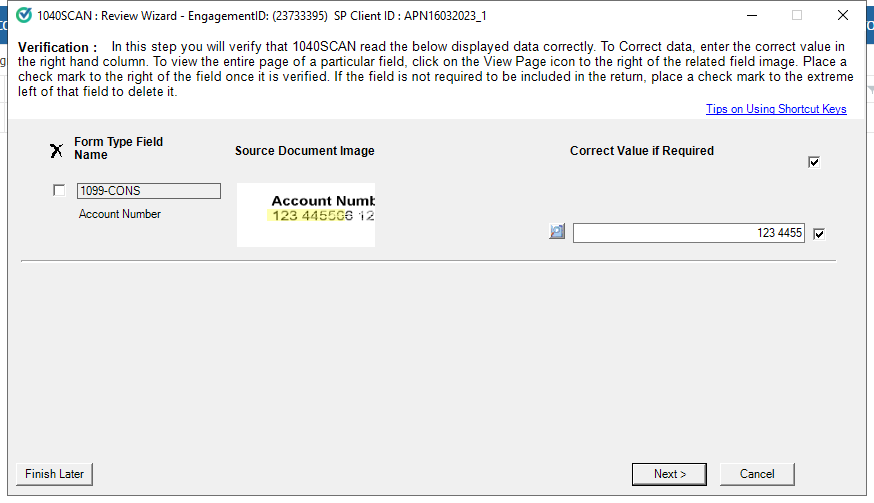 1040SCAN : Review Wizard - EngagementID: (23733395) SP Client ID : APN16032023_1
Verification : In this step you will verify that 1040SCAN read the below displayed data correctly. To Correct data, enter the correct value in
the right hand column. To view the entire page of a particular field, click on the View Page icon to the right of the related field image. Place a
check mark to the right of the field once it is verified. If the field is not required to be included in the return, place a check mark to the extreme
left of that field to delete it.
Tips on Using Shortcut Keys
Form Type Field
Name
Source Document Image
Correct Value if Required
1099-CONS
Account Number
Account Numb
123 445566 12
123 4455
Finish Later
Next >
Cancel